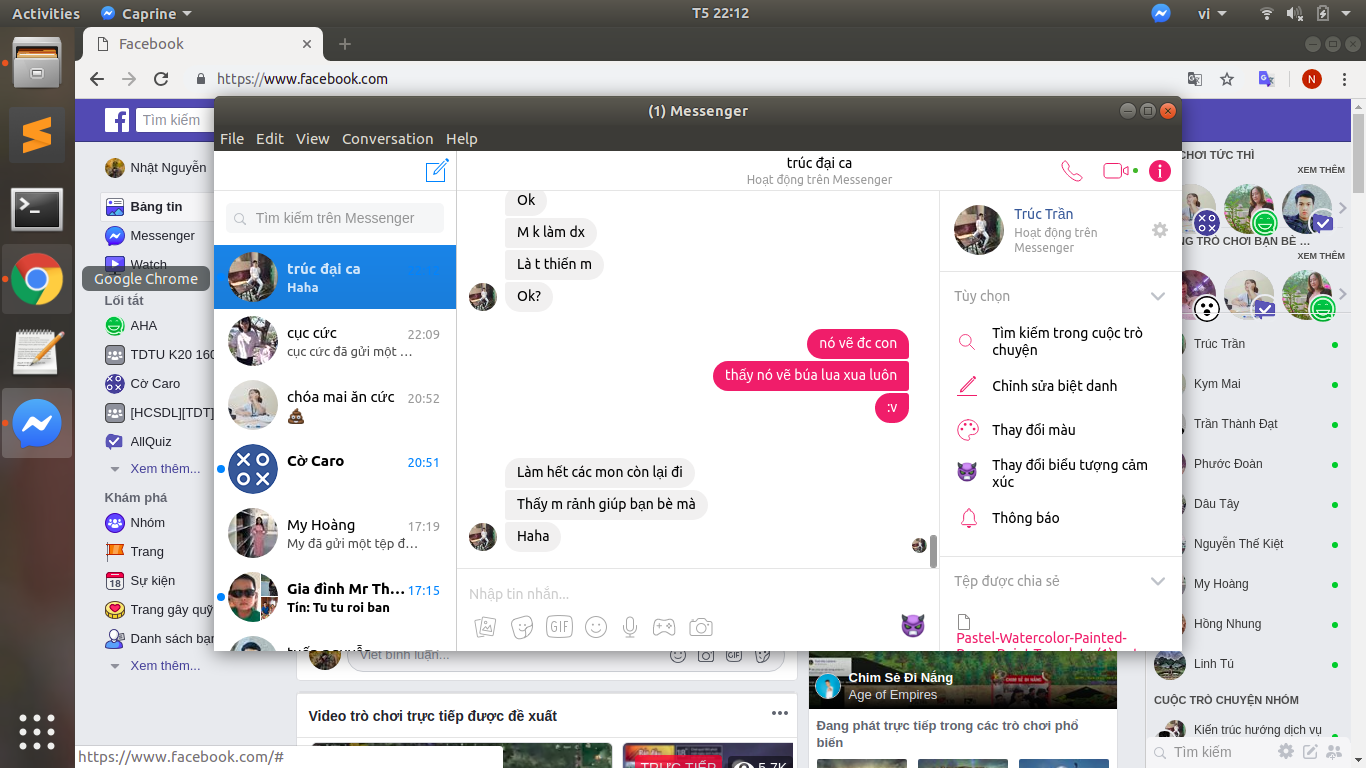 Activities
Caprine
T5 22:12
vi
Facebook
https://www.facebook.com
N
Tìm kiếm
Nhật Nguyễn
Bảng tin
Messenger
Watch
Google Chrome
Lối tắt
AHA
TDTU K20 160
Cờ Caro
[HCSDL][TDT]
AllQuiz
Xem thêm...
Khám phá
Nhóm
Trang
Sự kiện
18
Trang gây quỹ
Danh sách bạn
Xem thêm...
https://www.facebook.com/#
(1) Messenger
File Edit View Conversation Help
Tìm kiếm trên Messenger
trúc đại ca
Haha
cục cức
22:09
cục cức đã gửi một …
chóa mai ăn cức
20:52
Cờ Caro
20:51
My Hoàng
17:19
My đã gửi một tệp đ…
Gia đình Mr Th…
17:15
Tín: Tu tu roi ban
trúc đại ca
Hoạt động trên Messenger
Ok
M k làm dx
Là t thiến m
Ok?
nó vẽ đc con
thấy nó vẽ búa lua xua luôn
:v
Làm hết các mon còn lại đi
Thấy m rảnh giúp bạn bè mà
Haha
Nhập tin nhắn...
GIF
Trúc Trần
Hoạt động trên
Messenger
Tùy chọn
Tìm kiếm trong cuộc trò
chuyện
Chỉnh sửa biệt danh
Thay đổi màu
Thay đổi biểu tượng cảm
xúc
Thông báo
Tệp được chia sẻ
Pastel-Watercolor-Painted-
CHƠI TỨC THÌ
XEM THÊM
TRÒ CHƠI BẠN BÈ ...
XEM THÊM
Trúc Trần
Kym Mai
Trần Thành Đạt
Phước Đoàn
Dâu Tây
Nguyễn Thế Kiệt
My Hoàng
Hồng Nhung
Linh Tú
CUỘC TRÒ CHUYỆN NHÓM
Kiến trúc hướng dịch vụ
Tìm kiếm
Viết bình luận...
Video trò chơi trực tiếp được đề xuất
TRỰC TIẾP
5,7K
Chim Sẻ Đi Nắng
Age of Empires
Đang phát trực tiếp trong các trò chơi phổ
biến